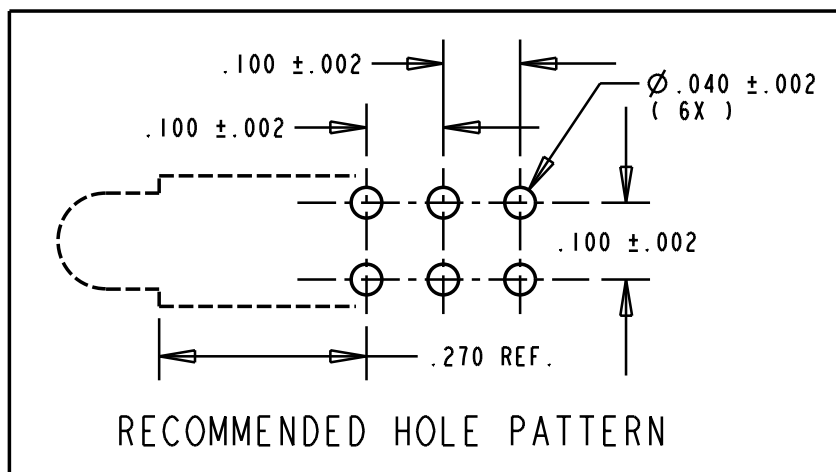 .100 ±.002
Ø.040 ±.002
( 6X )
.100 ±.002
.100 ±.002
.270 REF.
RECOMMENDED HOLE PATTERN